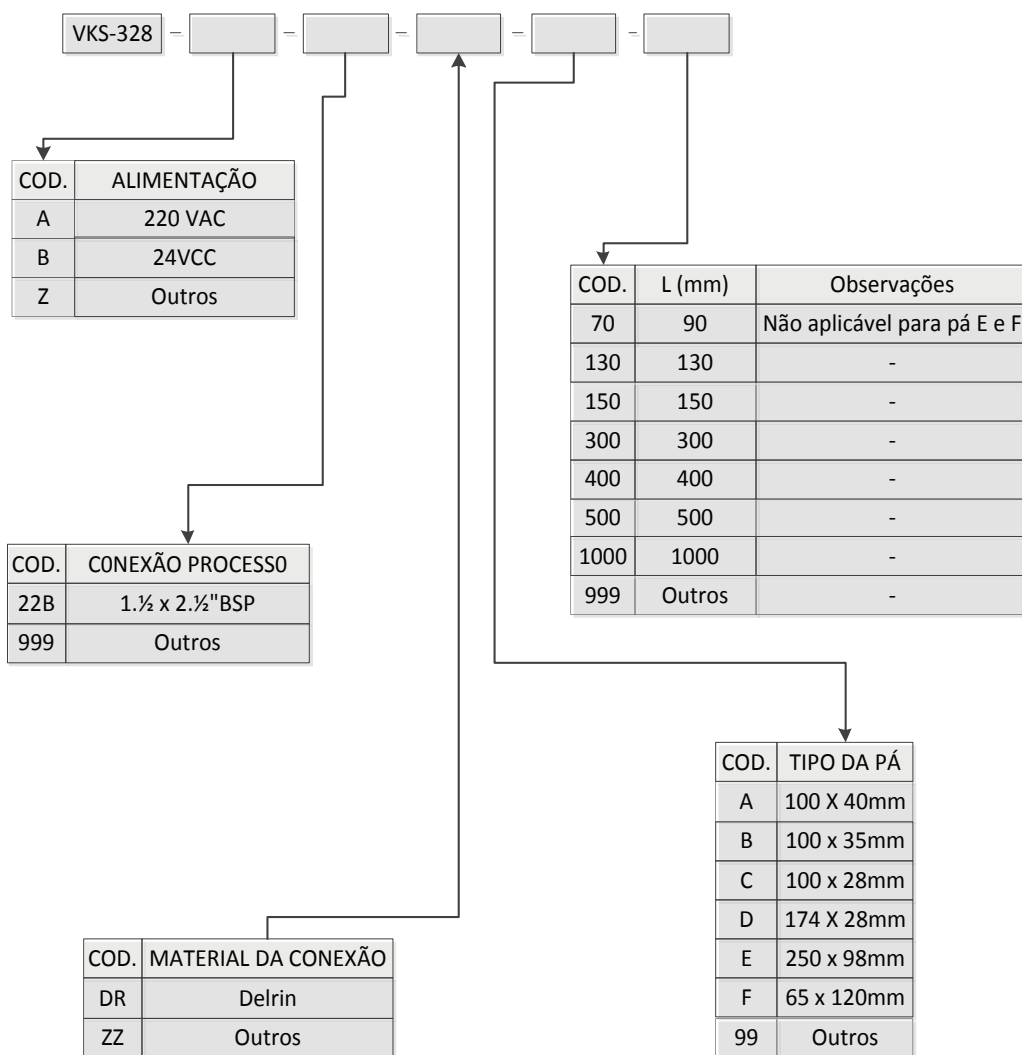 VKS-328 – – – – -
COD. ALIMENTAÇÃO
A 220 VAC
B 24VCC
Z Outros
COD. L (mm) Observações
70 90 Não aplicável para pá E e F
130 130 -
150 150 -
300 300 -
400 400 -
500 500 -
1000 1000 -
999 Outros -
COD. C0NEXÃO PROCESS0
22B 1.½ x 2.½"BSP
999 Outros
COD. TIPO DA PÁ
A 100 X 40mm
B 100 x 35mm
C 100 x 28mm
D 174 X 28mm
E 250 x 98mm
F 65 x 120mm
99 Outros
COD. MATERIAL DA CONEXÃO
DR Delrin
ZZ Outros